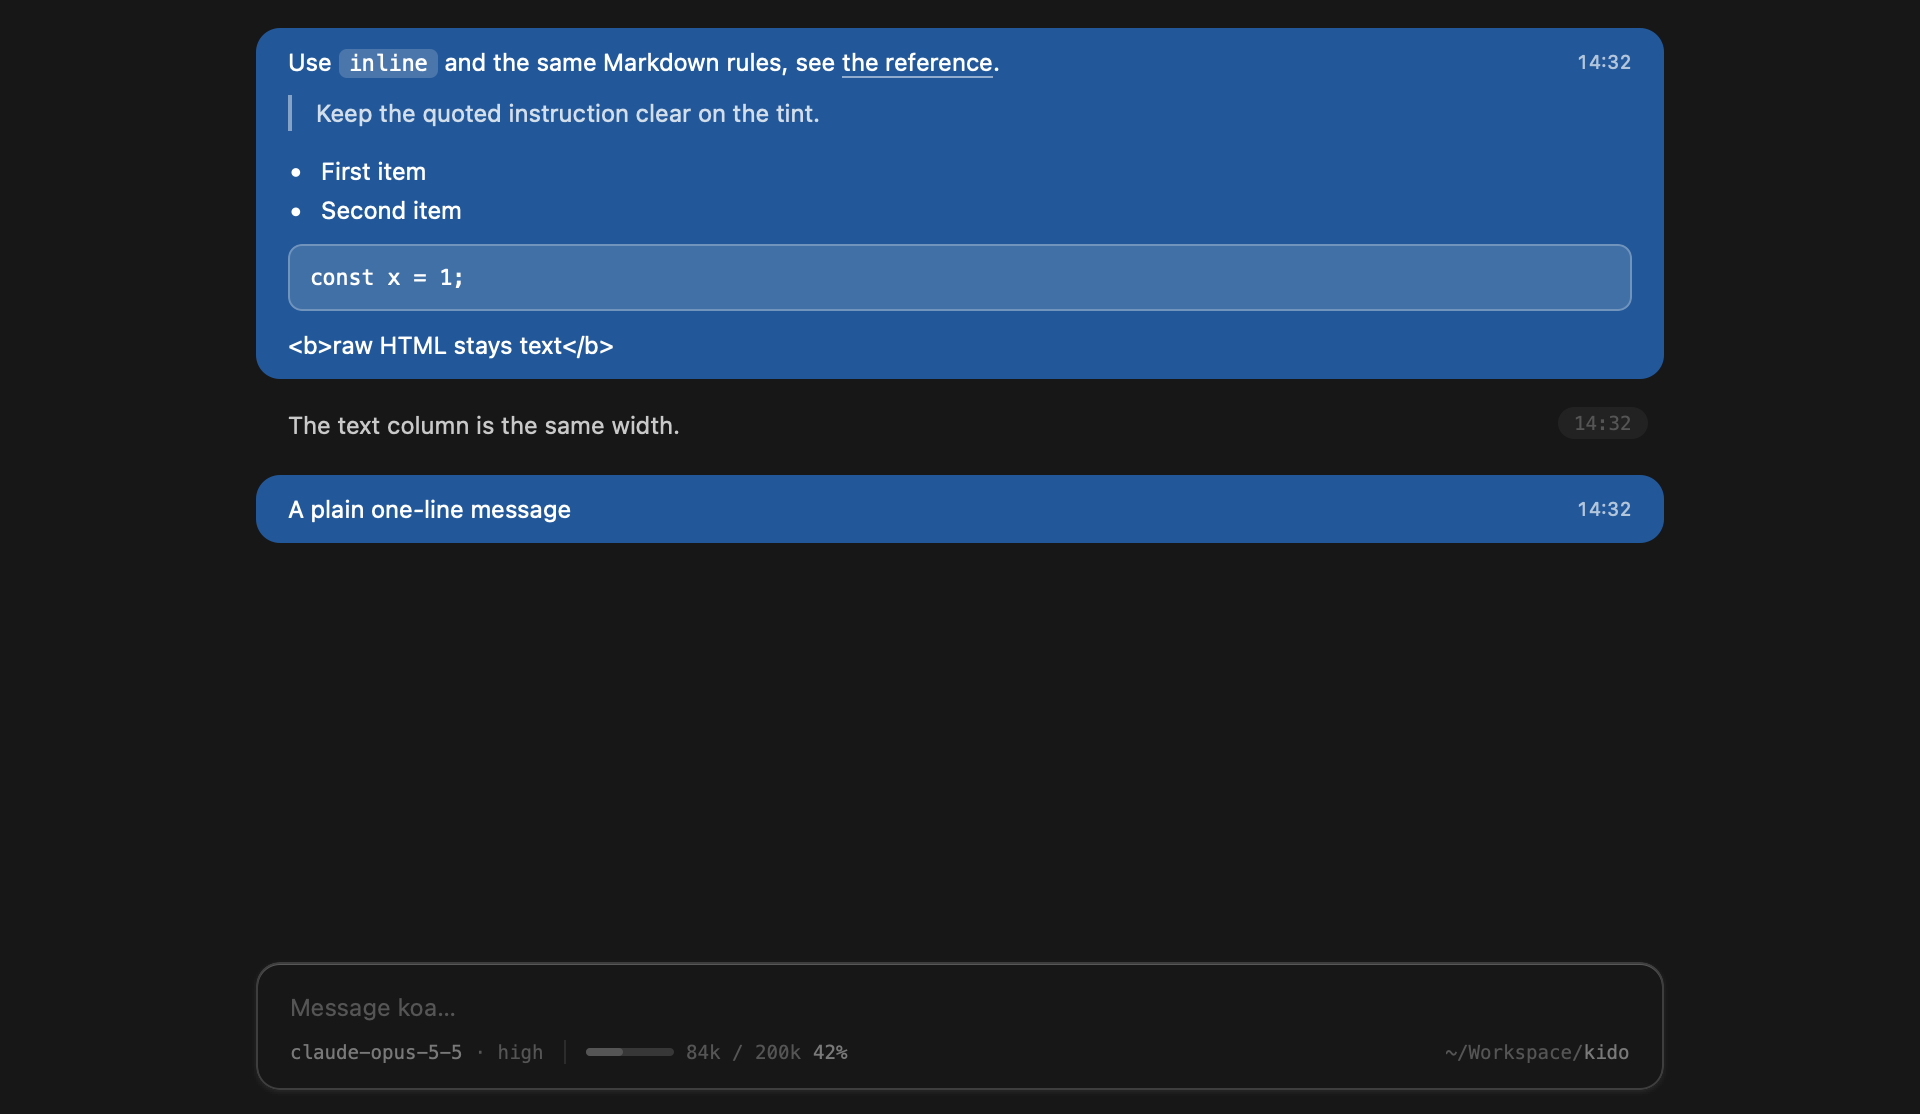 Use inline and the same Markdown rules, see the reference. 14:32
Keep the quoted instruction clear on the tint.
• First item
• Second item
const x = 1;
<b>raw HTML stays text</b>
The text column is the same width. 14:32
A plain one-line message 14:32
Message koa…
claude-opus-5-5 · high 84k / 200k 42% ~/Workspace/kido